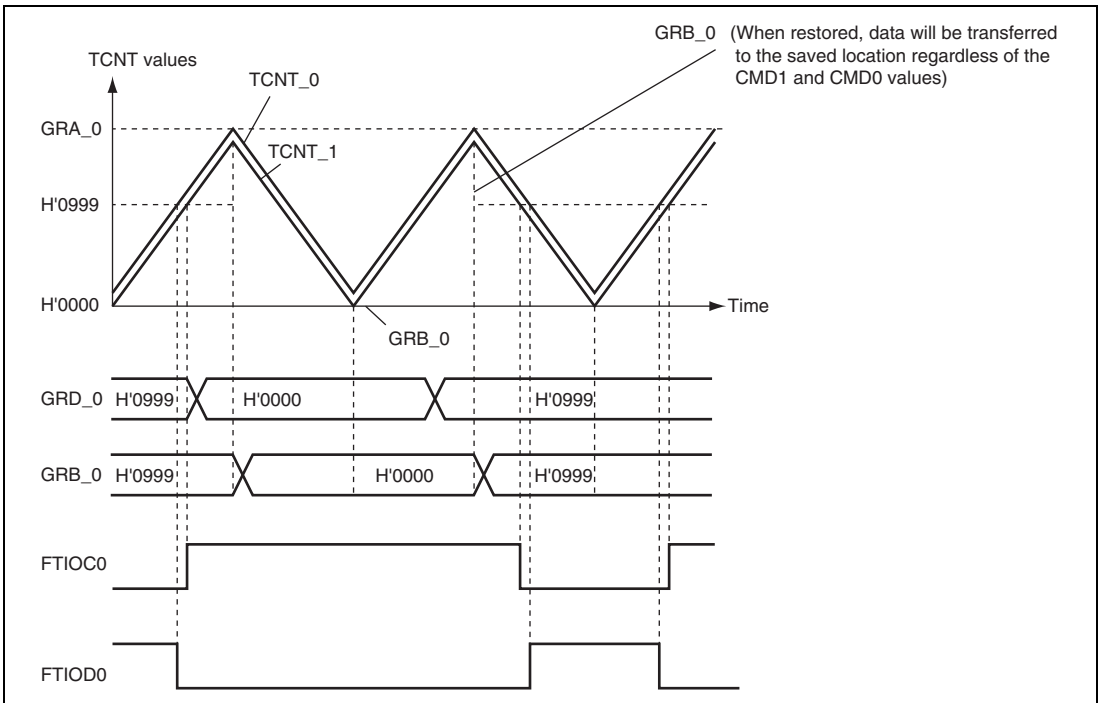 GRB_0 (When restored, data will be transferred
to the saved location regardless of the
CMD1 and CMD0 values)
TCNT values
TCNT_0
GRA_0
TCNT_1
H'0999
H'0000
Time
GRB_0
GRD_0 H'0999 H'0000 H'0999
GRB_0 H'0999 H'0000 H'0999
FTIOC0
FTIOD0